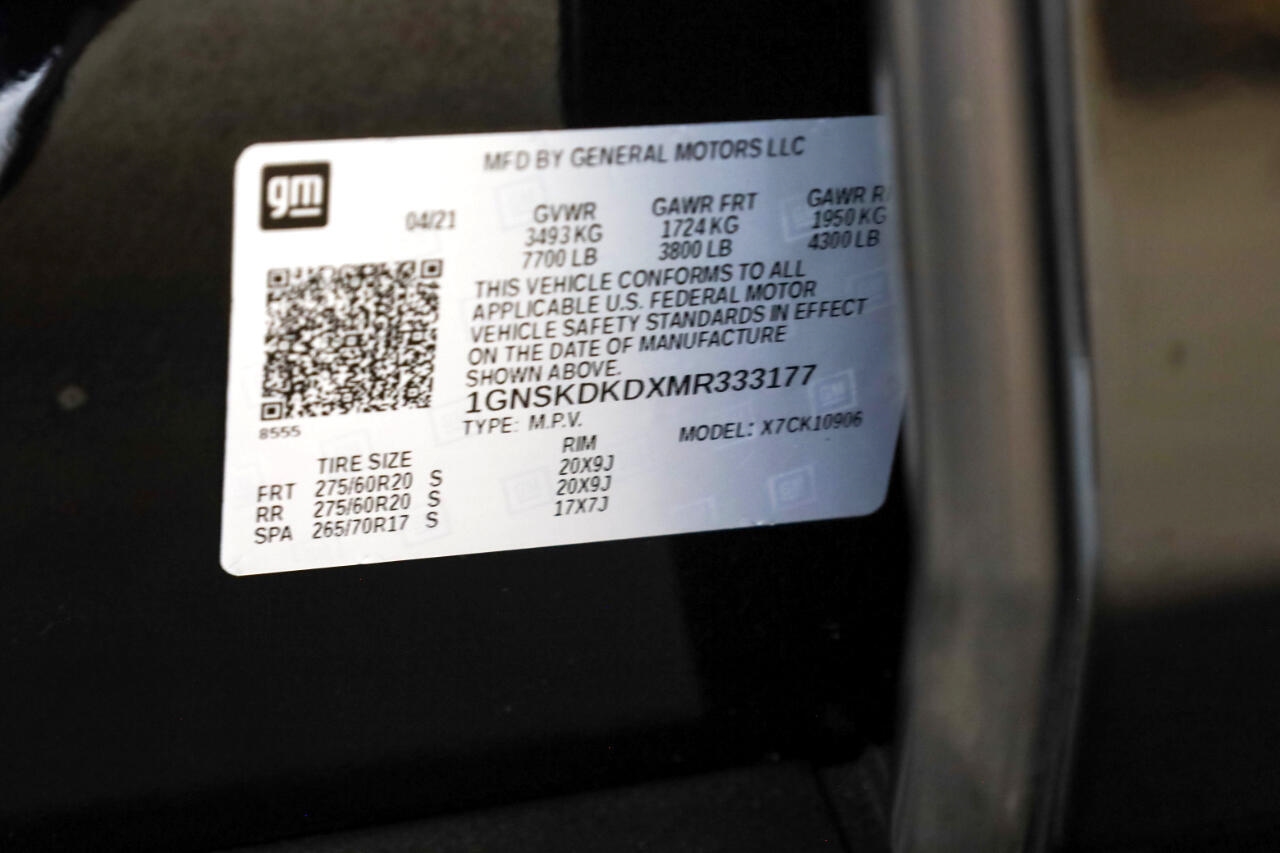 gm
MFD BY GENERAL MOTORS LLC
04/21 GVWR GAWR FRT GAWR R
3493 KG 1724 KG 1950 KG
7700 LB 3800 LB 4300 LB
THIS VEHICLE CONFORMS TO ALL
APPLICABLE U.S. FEDERAL MOTOR
VEHICLE SAFETY STANDARDS IN EFFECT
ON THE DATE OF MANUFACTURE
SHOWN ABOVE.
1GNSKDKDXMR333177
8555
TYPE: M.P.V. MODEL: X7CK10906
TIRE SIZE RIM
FRT 275/60R20 S 20X9J
RR 275/60R20 S 20X9J
SPA 265/70R17 S 17X7J